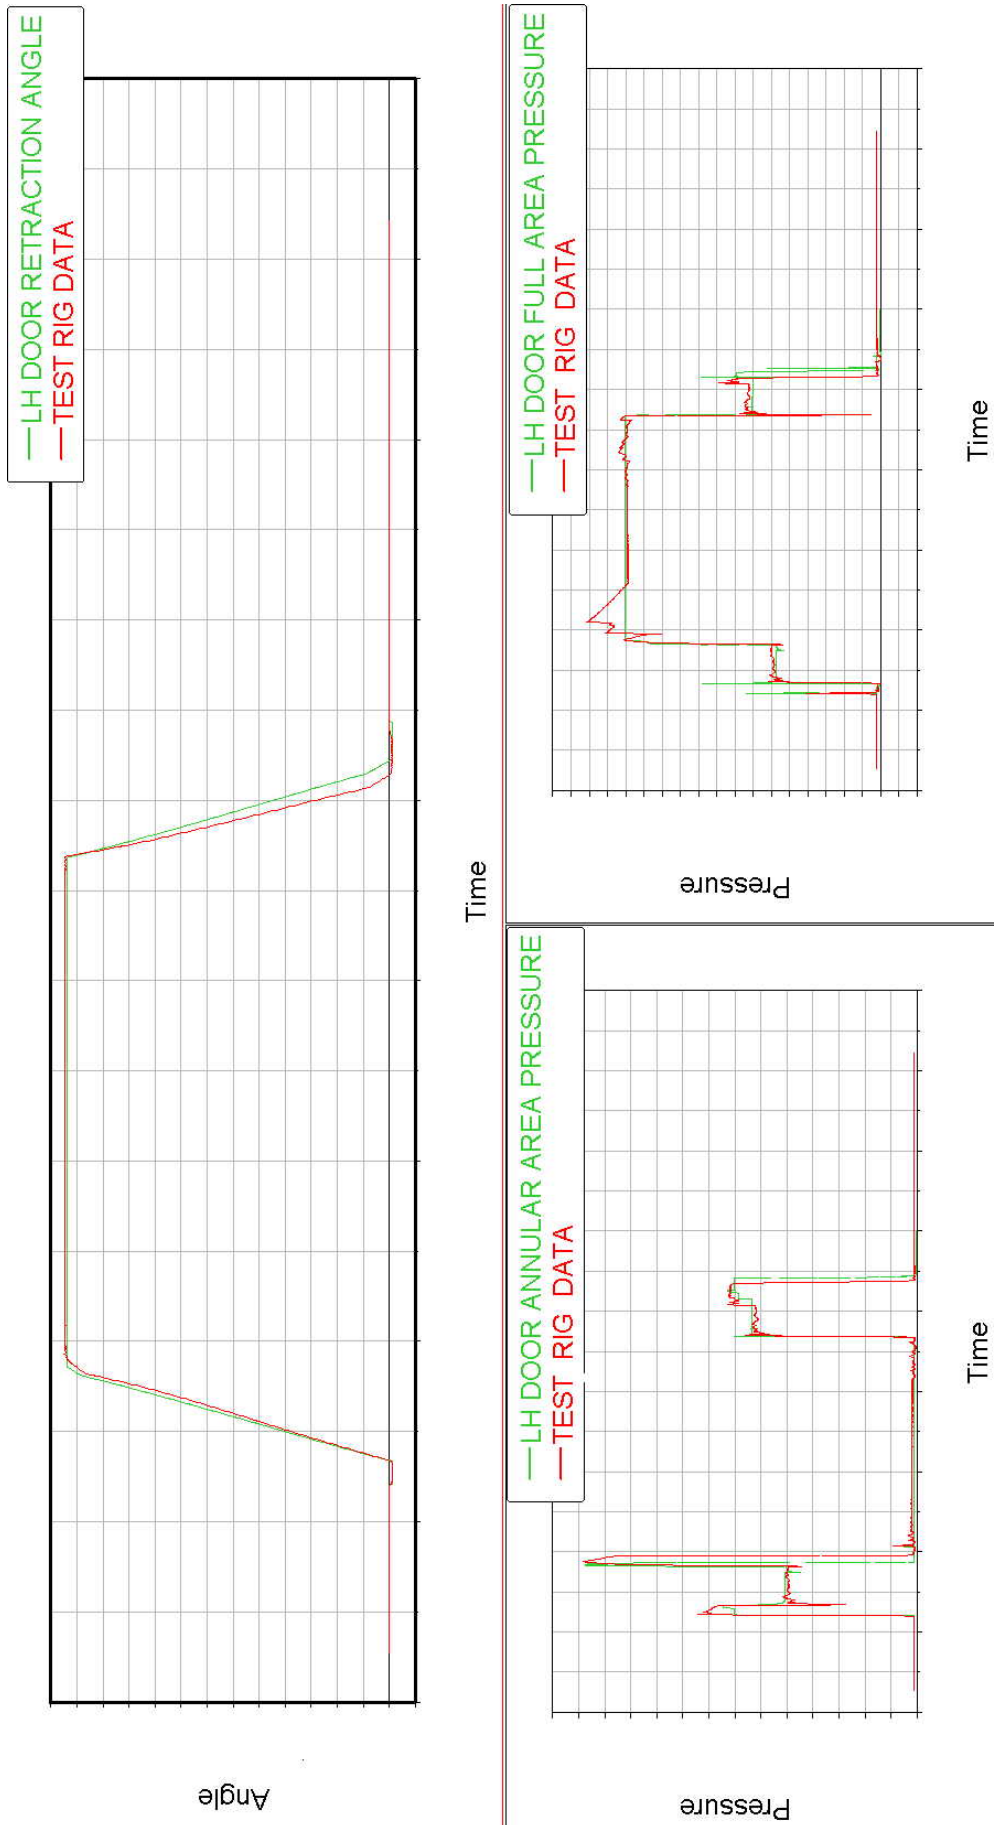 LH DOOR RETRACTION ANGLE
TEST RIG DATA
Angle
Time
LH DOOR ANNULAR AREA PRESSURE
TEST RIG DATA
Pressure
Time
LH DOOR FULL AREA PRESSURE
TEST RIG DATA
Pressure
Time